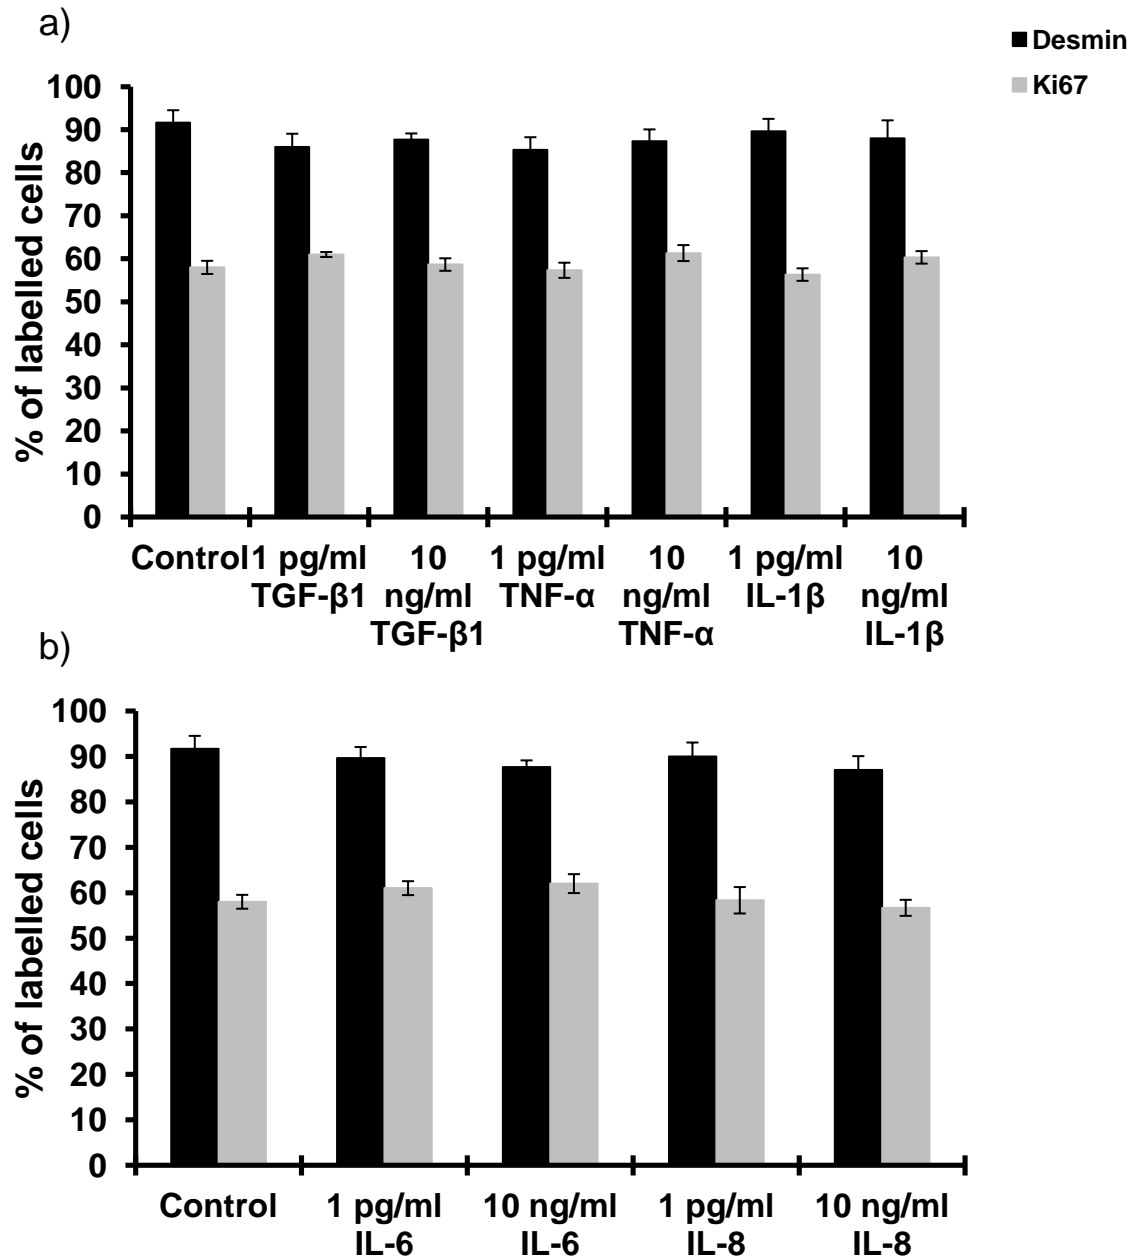 a)
Desmin
Ki67
100
90
80
70
60
50
40
30
20
10
0
% of labelled cells
Control 1 pg/ml 10 1 pg/ml 10 1 pg/ml 10
TGF-β1 ng/ml TNF-α ng/ml IL-1β ng/ml
TGF-β1 TNF-α IL-1β
b)
100
90
80
70
60
50
40
30
20
10
0
% of labelled cells
Control 1 pg/ml 10 ng/ml 1 pg/ml 10 ng/ml
IL-6 IL-6 IL-8 IL-8